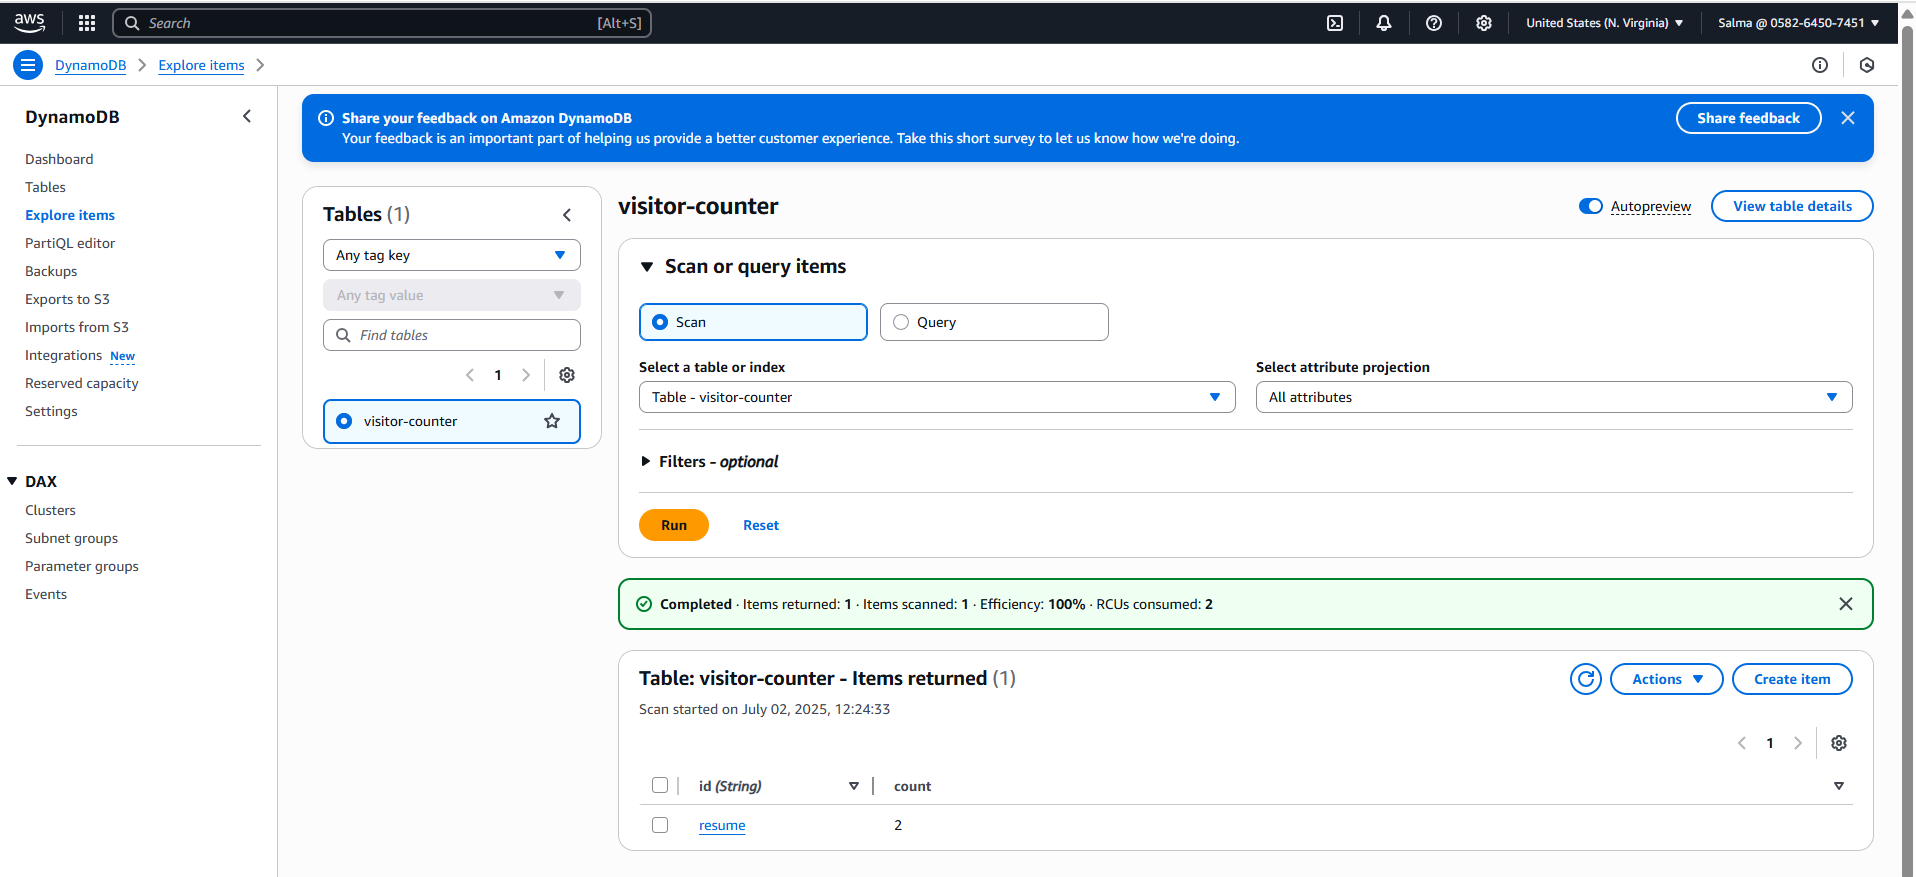 aws
Search [Alt+S]
United States (N. Virginia)
Salma @ 0582-6450-7451
DynamoDB
Explore items
DynamoDB
Dashboard
Tables
Explore items
PartiQL editor
Backups
Exports to S3
Imports from S3
Integrations New
Reserved capacity
Settings
DAX
Clusters
Subnet groups
Parameter groups
Events
Share your feedback on Amazon DynamoDB
Your feedback is an important part of helping us provide a better customer experience. Take this short survey to let us know how we're doing.
Share feedback
Tables (1)
Any tag key
Any tag value
Find tables
1
visitor-counter
visitor-counter
Autopreview
View table details
Scan or query items
Scan
Query
Select a table or index
Table - visitor-counter
Select attribute projection
All attributes
Filters - optional
Run
Reset
Completed · Items returned: 1 · Items scanned: 1 · Efficiency: 100% · RCUs consumed: 2
Table: visitor-counter - Items returned (1)
Scan started on July 02, 2025, 12:24:33
Actions
Create item
1
id (String) count
resume 2